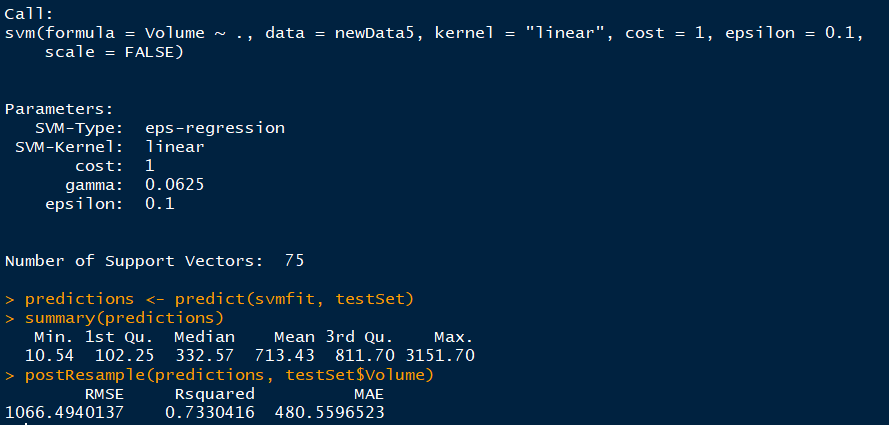 Call:
svm(formula = Volume ~ ., data = newData5, kernel = "linear", cost = 1, epsilon = 0.1,
    scale = FALSE)
Parameters:
   SVM-Type:  eps-regression
 SVM-Kernel:  linear
       cost:  1
      gamma:  0.0625
    epsilon:  0.1
Number of Support Vectors:  75
> predictions <- predict(svmfit, testSet)
> summary(predictions)
   Min. 1st Qu.  Median    Mean 3rd Qu.    Max.
  10.54  102.25  332.57  713.43  811.70 3151.70
> postResample(predictions, testSet$Volume)
        RMSE     Rsquared          MAE
1066.4940137    0.7330416  480.5596523